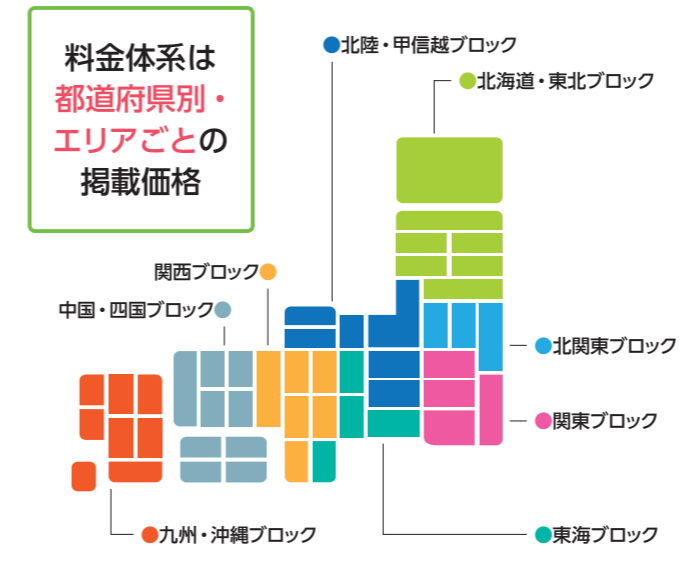 料金体系は
都道府県別・
エリアごとの
掲載価格
北陸・甲信越ブロック
北海道・東北ブロック
関西ブロック
中国・四国ブロック
北関東ブロック
関東ブロック
九州・沖縄ブロック
東海ブロック